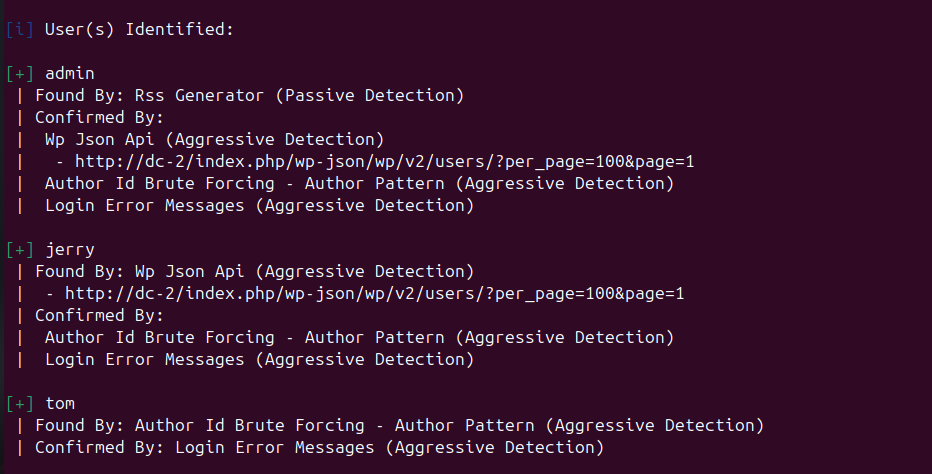 [i] User(s) Identified:
[+] admin
| Found By: Rss Generator (Passive Detection)
| Confirmed By:
|  Wp Json Api (Aggressive Detection)
|   - http://dc-2/index.php/wp-json/wp/v2/users/?per_page=100&page=1
|  Author Id Brute Forcing - Author Pattern (Aggressive Detection)
|  Login Error Messages (Aggressive Detection)
[+] jerry
| Found By: Wp Json Api (Aggressive Detection)
|  - http://dc-2/index.php/wp-json/wp/v2/users/?per_page=100&page=1
| Confirmed By:
|  Author Id Brute Forcing - Author Pattern (Aggressive Detection)
|  Login Error Messages (Aggressive Detection)
[+] tom
| Found By: Author Id Brute Forcing - Author Pattern (Aggressive Detection)
| Confirmed By: Login Error Messages (Aggressive Detection)